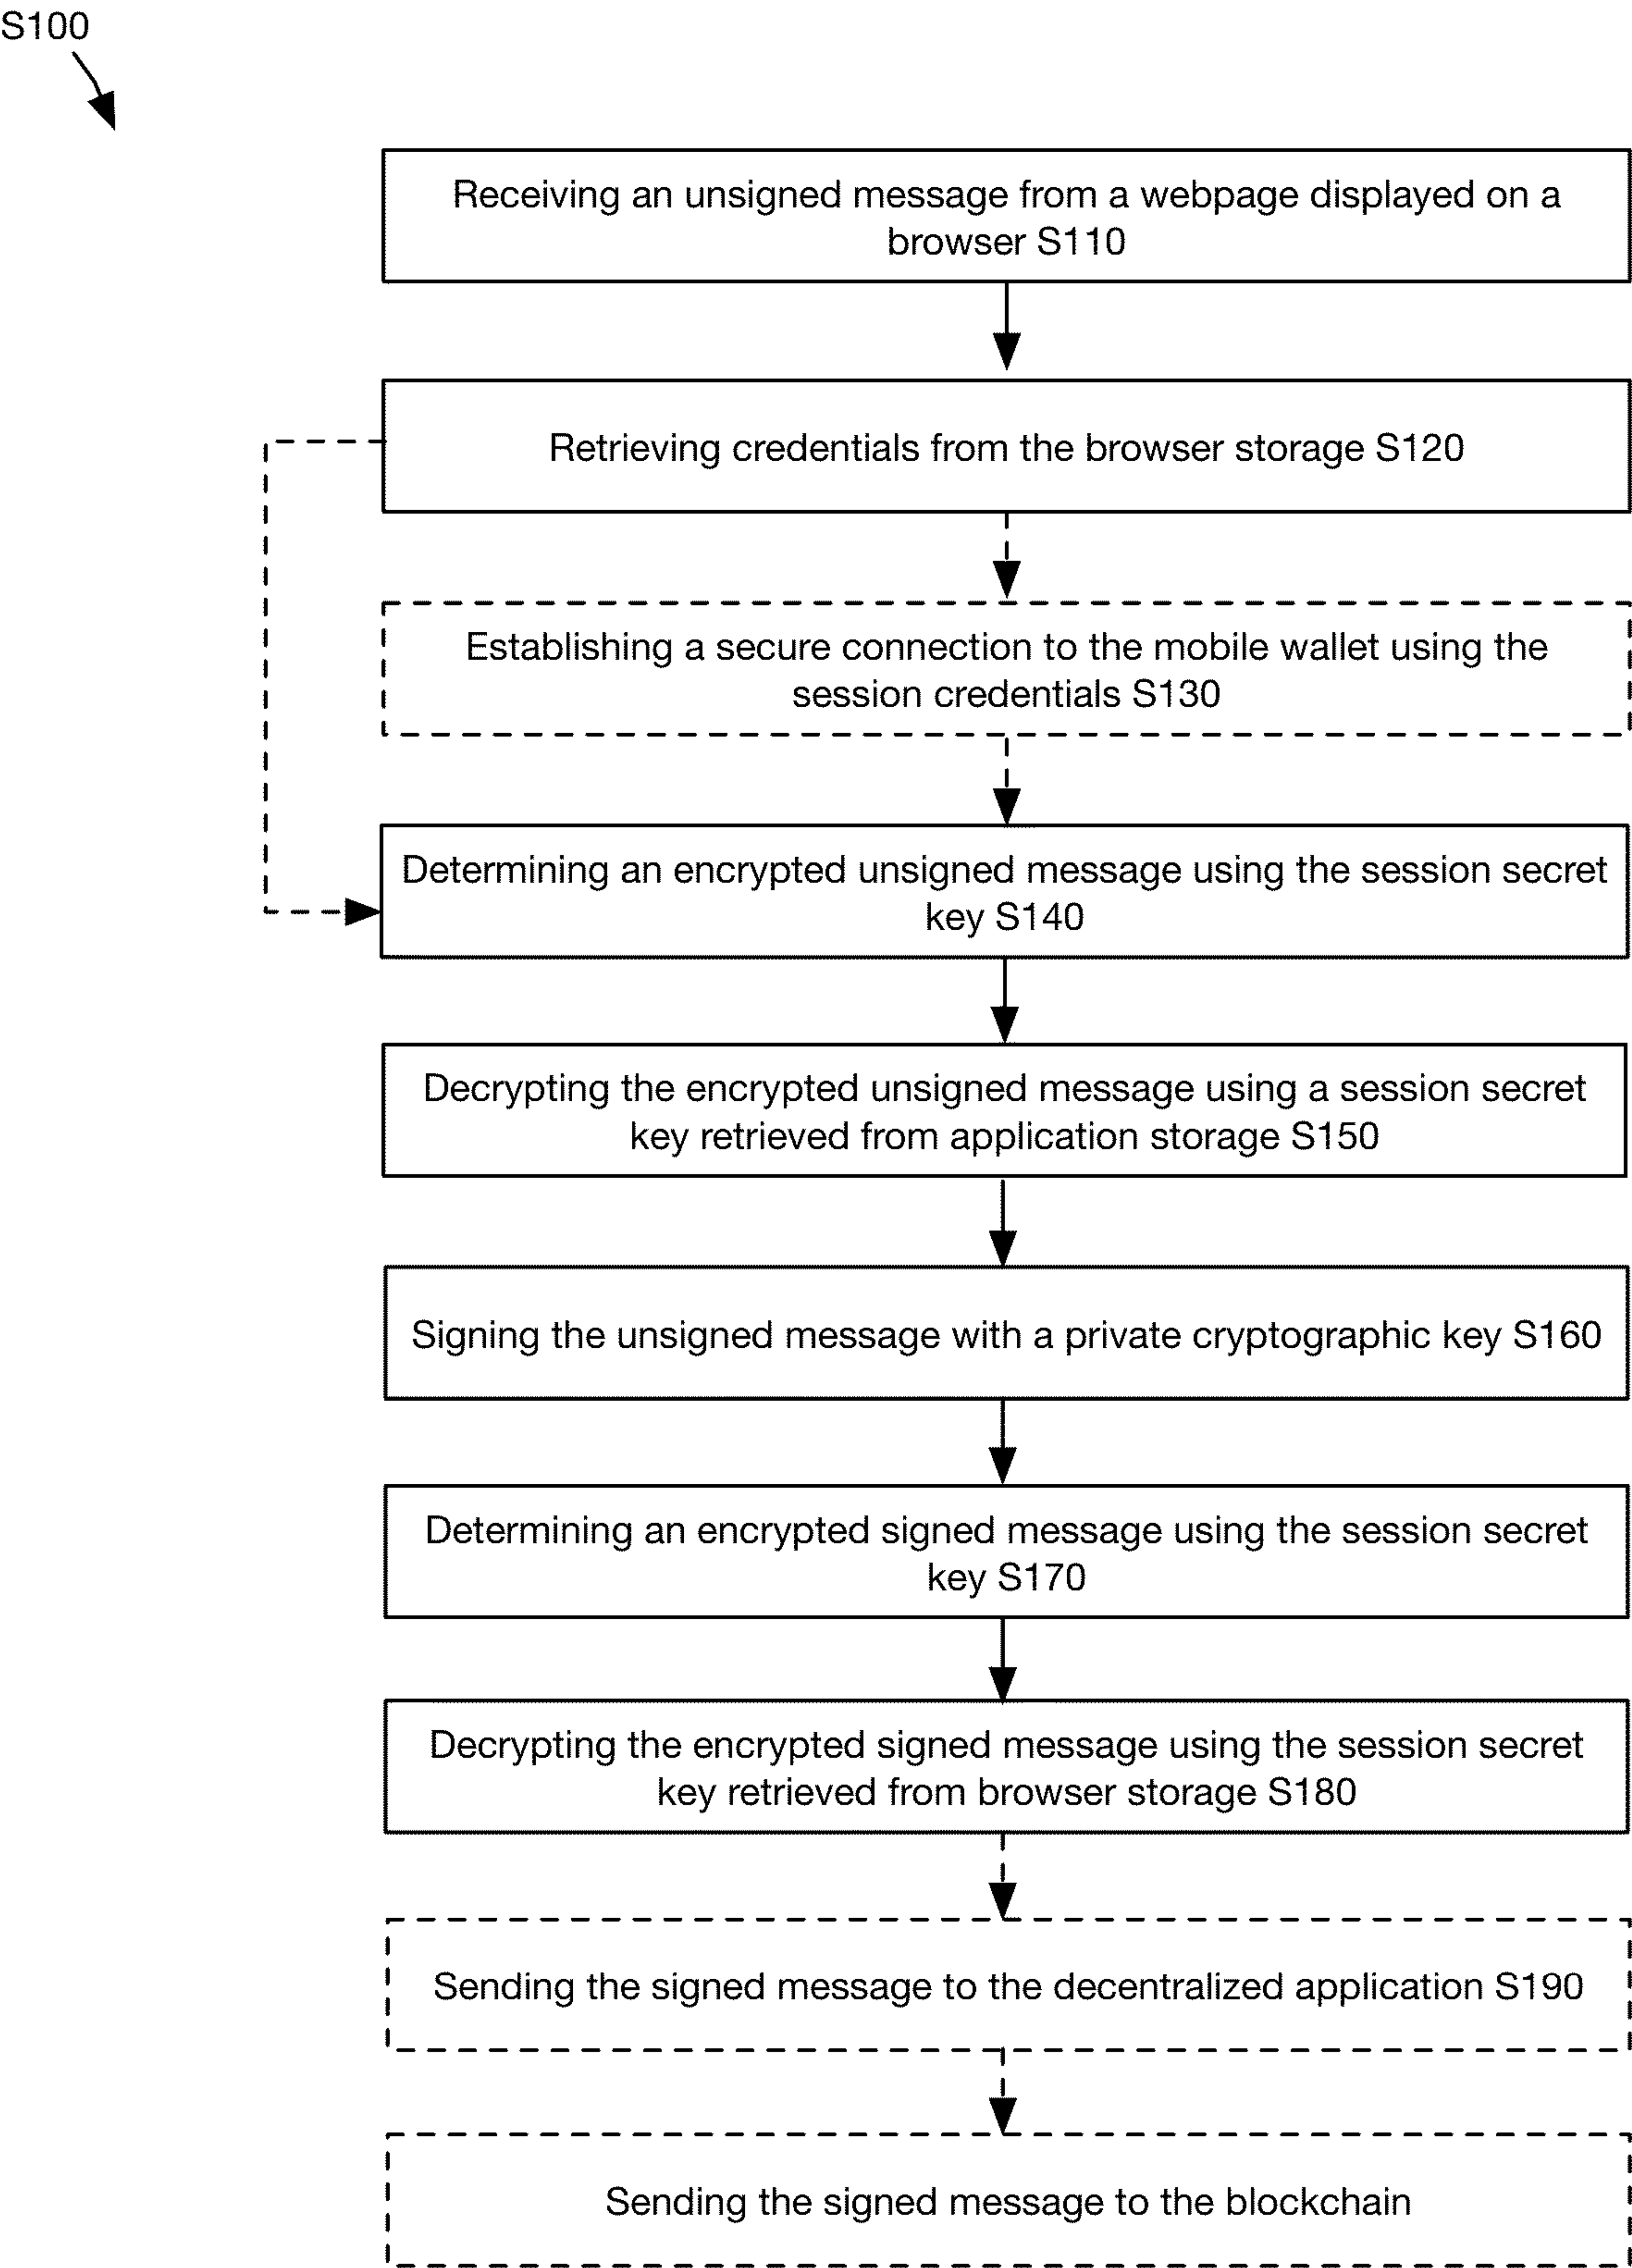 S100
Receiving an unsigned message from a webpage displayed on a
browser S110
Retrieving credentials from the browser storage S120
Establishing a secure connection to the mobile wallet using the
session credentials S130
Determining an encrypted unsigned message using the session secret
key S140
Decrypting the encrypted unsigned message using a session secret
key retrieved from application storage S150
Signing the unsigned message with a private cryptographic key S160
Determining an encrypted signed message using the session secret
key S170
Decrypting the encrypted signed message using the session secret
key retrieved from browser storage S180
Sending the signed message to the decentralized application S190
Sending the signed message to the blockchain